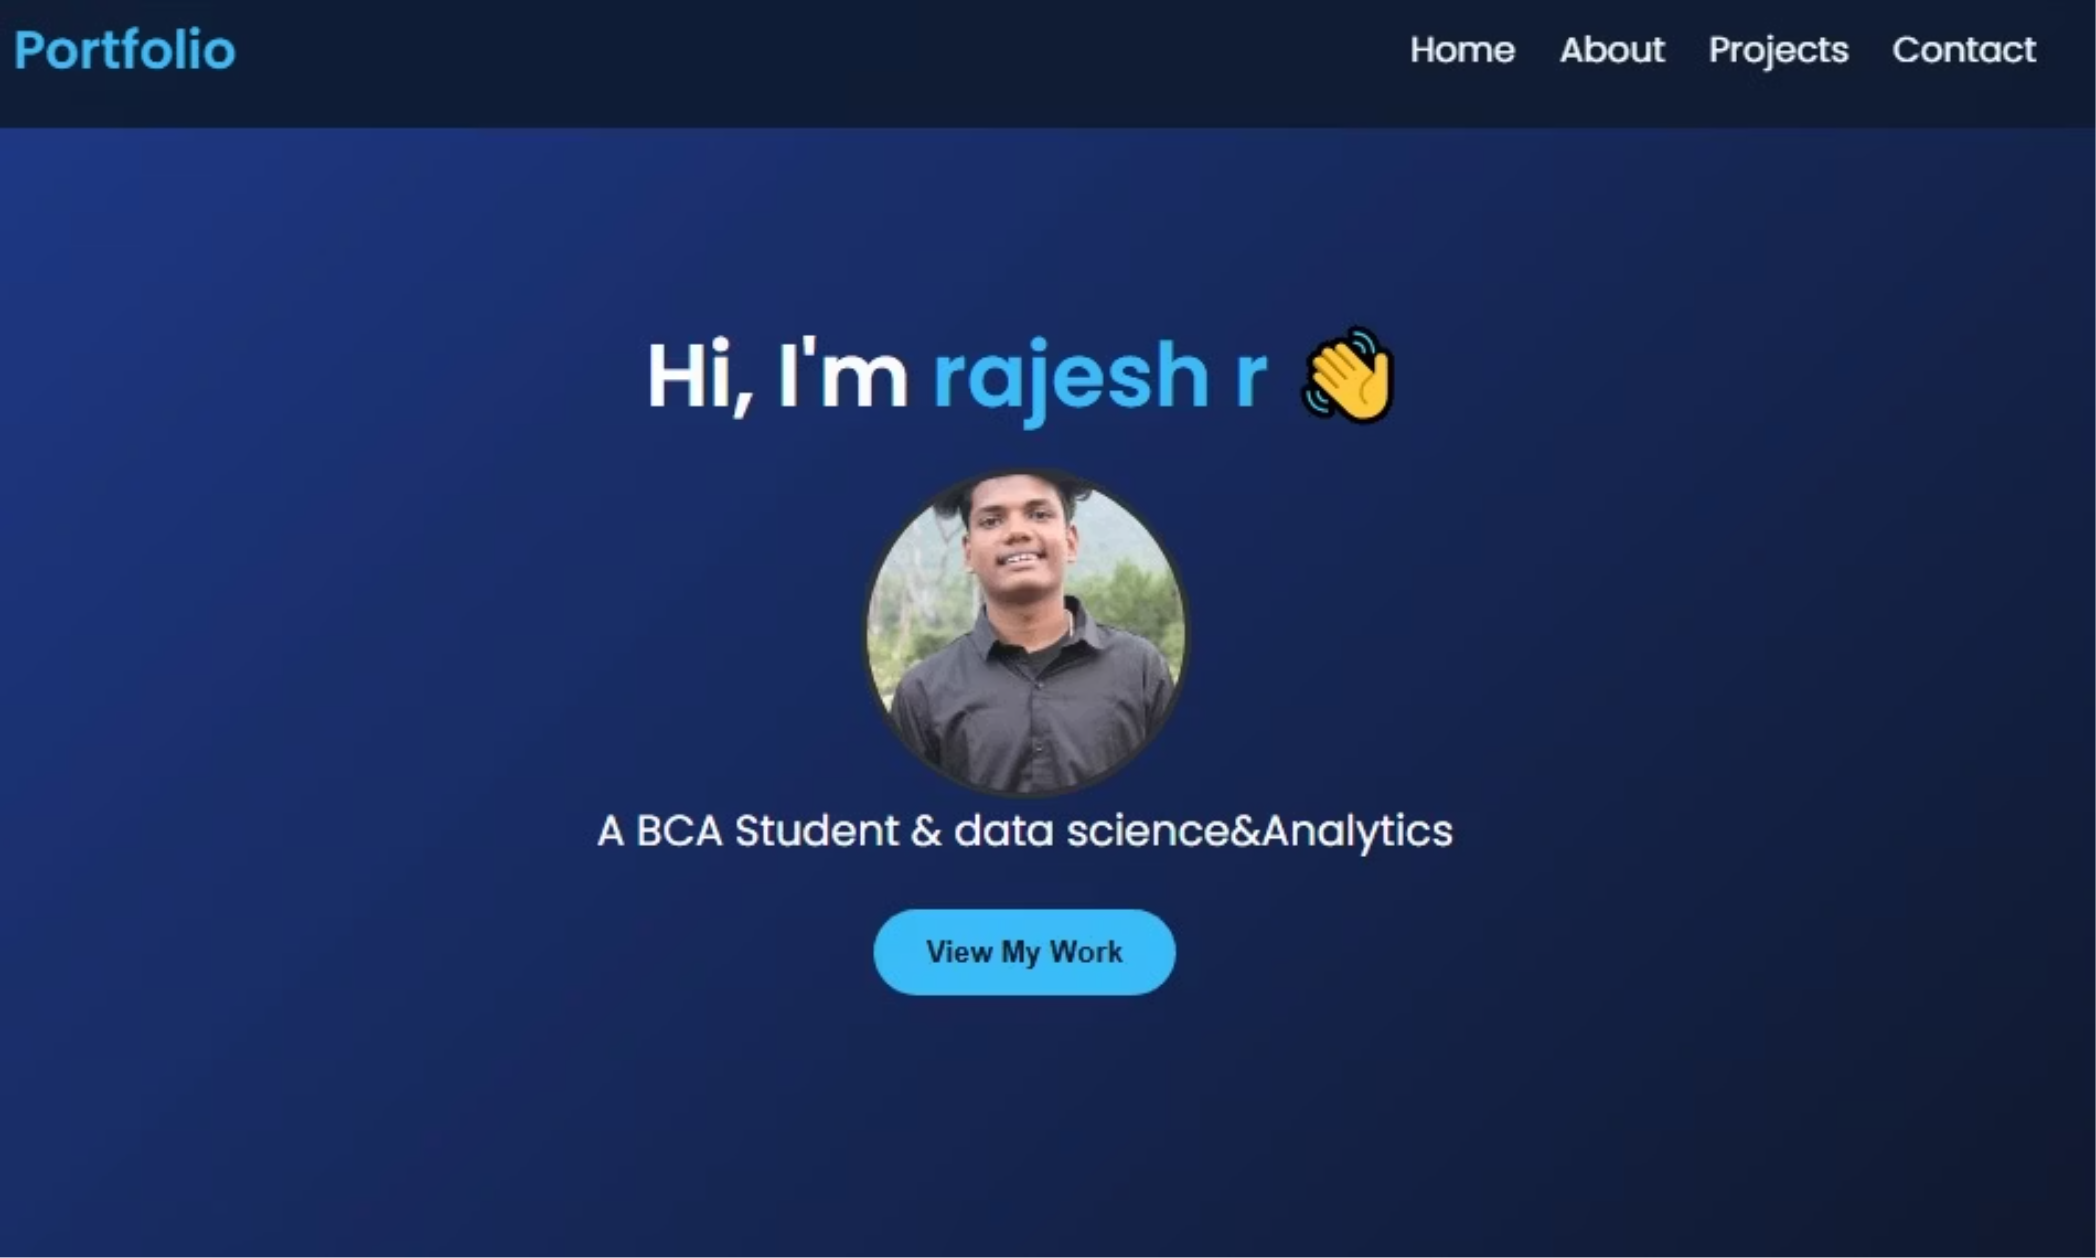 Portfolio
Home About Projects Contact
Hi, I'm rajesh r 👋
A BCA Student & data science&Analytics
View My Work